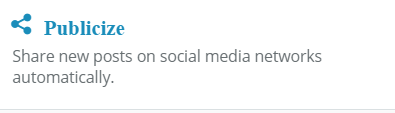 Publicize
Share new posts on social media networks
automatically.